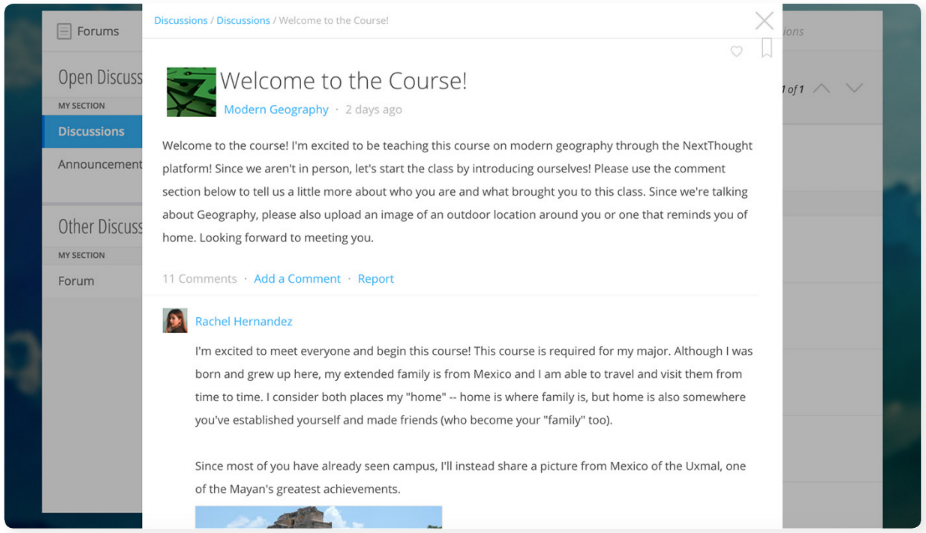 Discussions / Discussions / Welcome to the Course!
Forums
Open Discuss
MY SECTION
Discussions
Announcement
Other Discuss
MY SECTION
Forum
ions
1 of 1
Welcome to the Course!
Modern Geography · 2 days ago
Welcome to the course! I'm excited to be teaching this course on modern geography through the NextThought
platform! Since we aren't in person, let's start the class by introducing ourselves! Please use the comment
section below to tell us a little more about who you are and what brought you to this class. Since we're talking
about Geography, please also upload an image of an outdoor location around you or one that reminds you of
home. Looking forward to meeting you.
11 Comments · Add a Comment · Report
Rachel Hernandez
I'm excited to meet everyone and begin this course! This course is required for my major. Although I was
born and grew up here, my extended family is from Mexico and I am able to travel and visit them from
time to time. I consider both places my "home" -- home is where family is, but home is also somewhere
you've established yourself and made friends (who become your "family" too).
Since most of you have already seen campus, I'll instead share a picture from Mexico of the Uxmal, one
of the Mayan's greatest achievements.